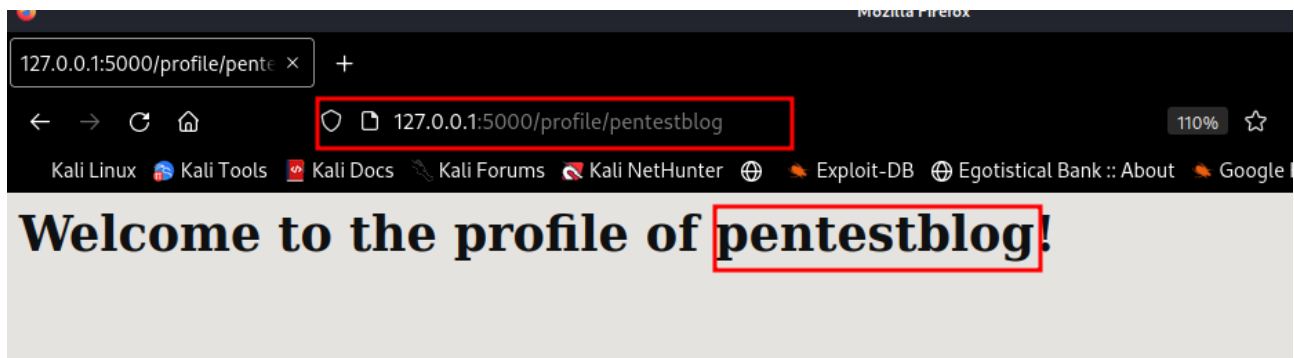 Mozilla Firefox
127.0.0.1:5000/profile/pente
127.0.0.1:5000/profile/pentestblog
110%
Kali Linux Kali Tools Kali Docs Kali Forums Kali NetHunter Exploit-DB Egotistical Bank :: About Google
Welcome to the profile of pentestblog!